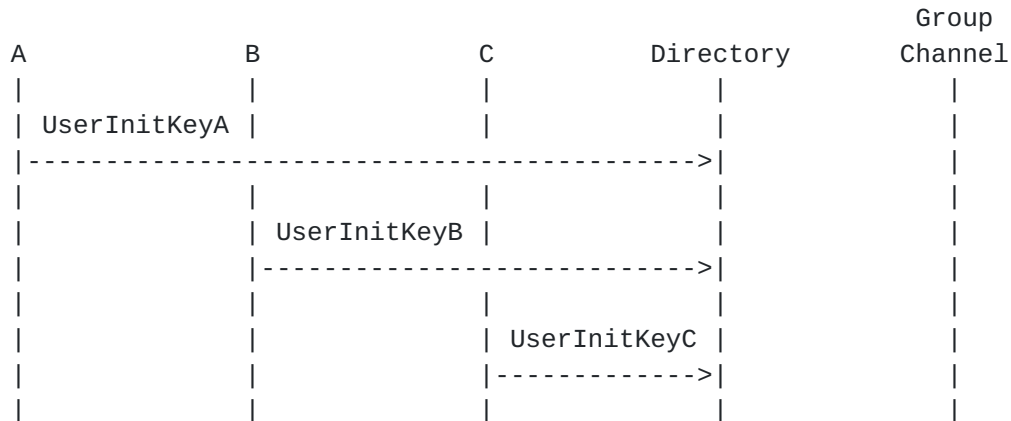 Group
A              B              C          Directory       Channel
|              |              |              |              |
| UserInitKeyA |              |              |              |
|------------------------------------------->|              |
|              |              |              |              |
|              | UserInitKeyB |              |              |
|              |---------------------------->|              |
|              |              |              |              |
|              |              | UserInitKeyC |              |
|              |              |------------->|              |
|              |              |              |              |